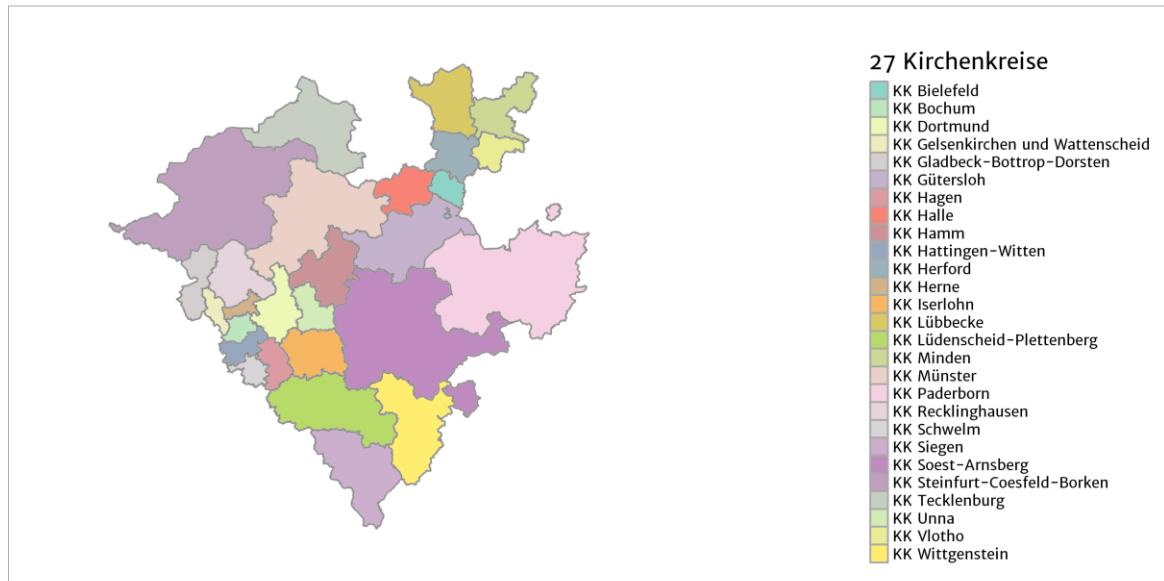 27 Kirchenkreise
KK Bielefeld
KK Bochum
KK Dortmund
KK Gelsenkirchen und Wattenscheid
KK Gladbeck-Bottrop-Dorsten
KK Gütersloh
KK Hagen
KK Halle
KK Hamm
KK Hattingen-Witten
KK Herford
KK Herne
KK Iserlohn
KK Lübbecke
KK Lüdenscheid-Plettenberg
KK Minden
KK Münster
KK Paderborn
KK Recklinghausen
KK Schwelm
KK Siegen
KK Soest-Arnsberg
KK Steinfurt-Coesfeld-Borken
KK Tecklenburg
KK Unna
KK Vlotho
KK Wittgenstein